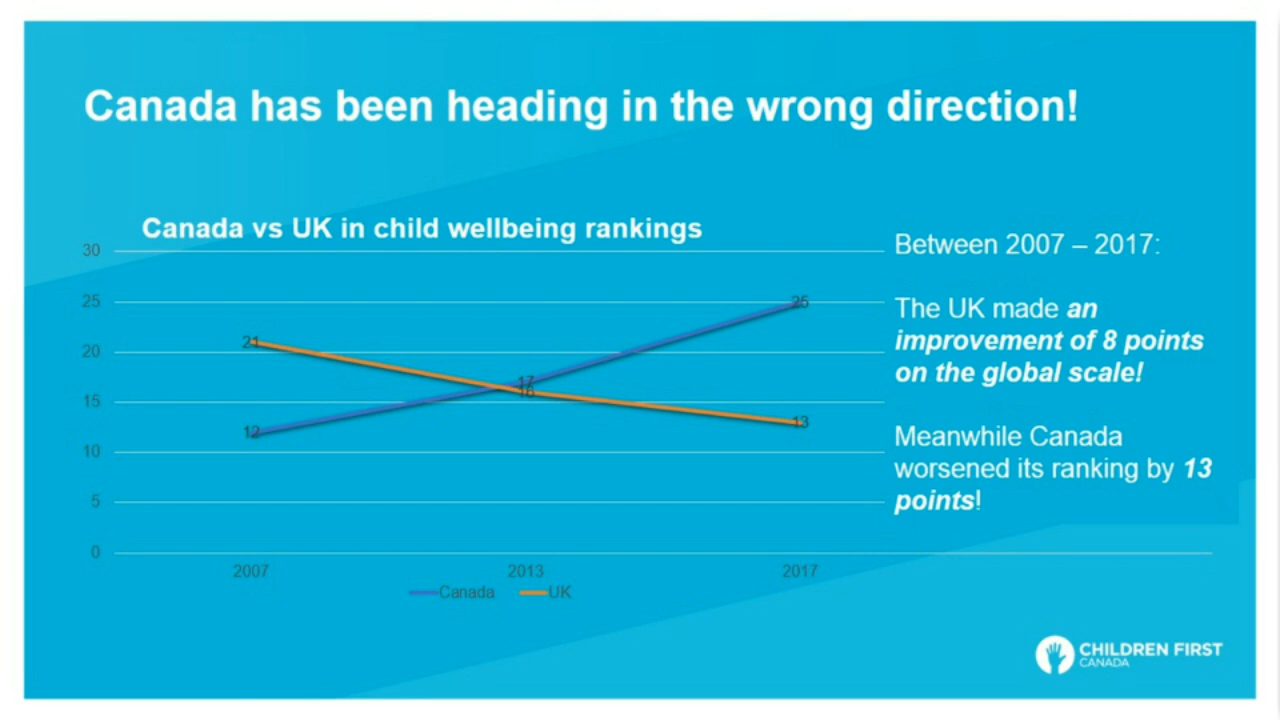 Canada has been heading in the wrong direction!
Canada vs UK in child wellbeing rankings
30
25
20
15
10
5
0
21
12
17
16
25
13
2007
2013
2017
Canada
UK
Between 2007 – 2017:
The UK made an
improvement of 8 points
on the global scale!
Meanwhile Canada
worsened its ranking by 13
points!
CHILDREN FIRST
CANADA